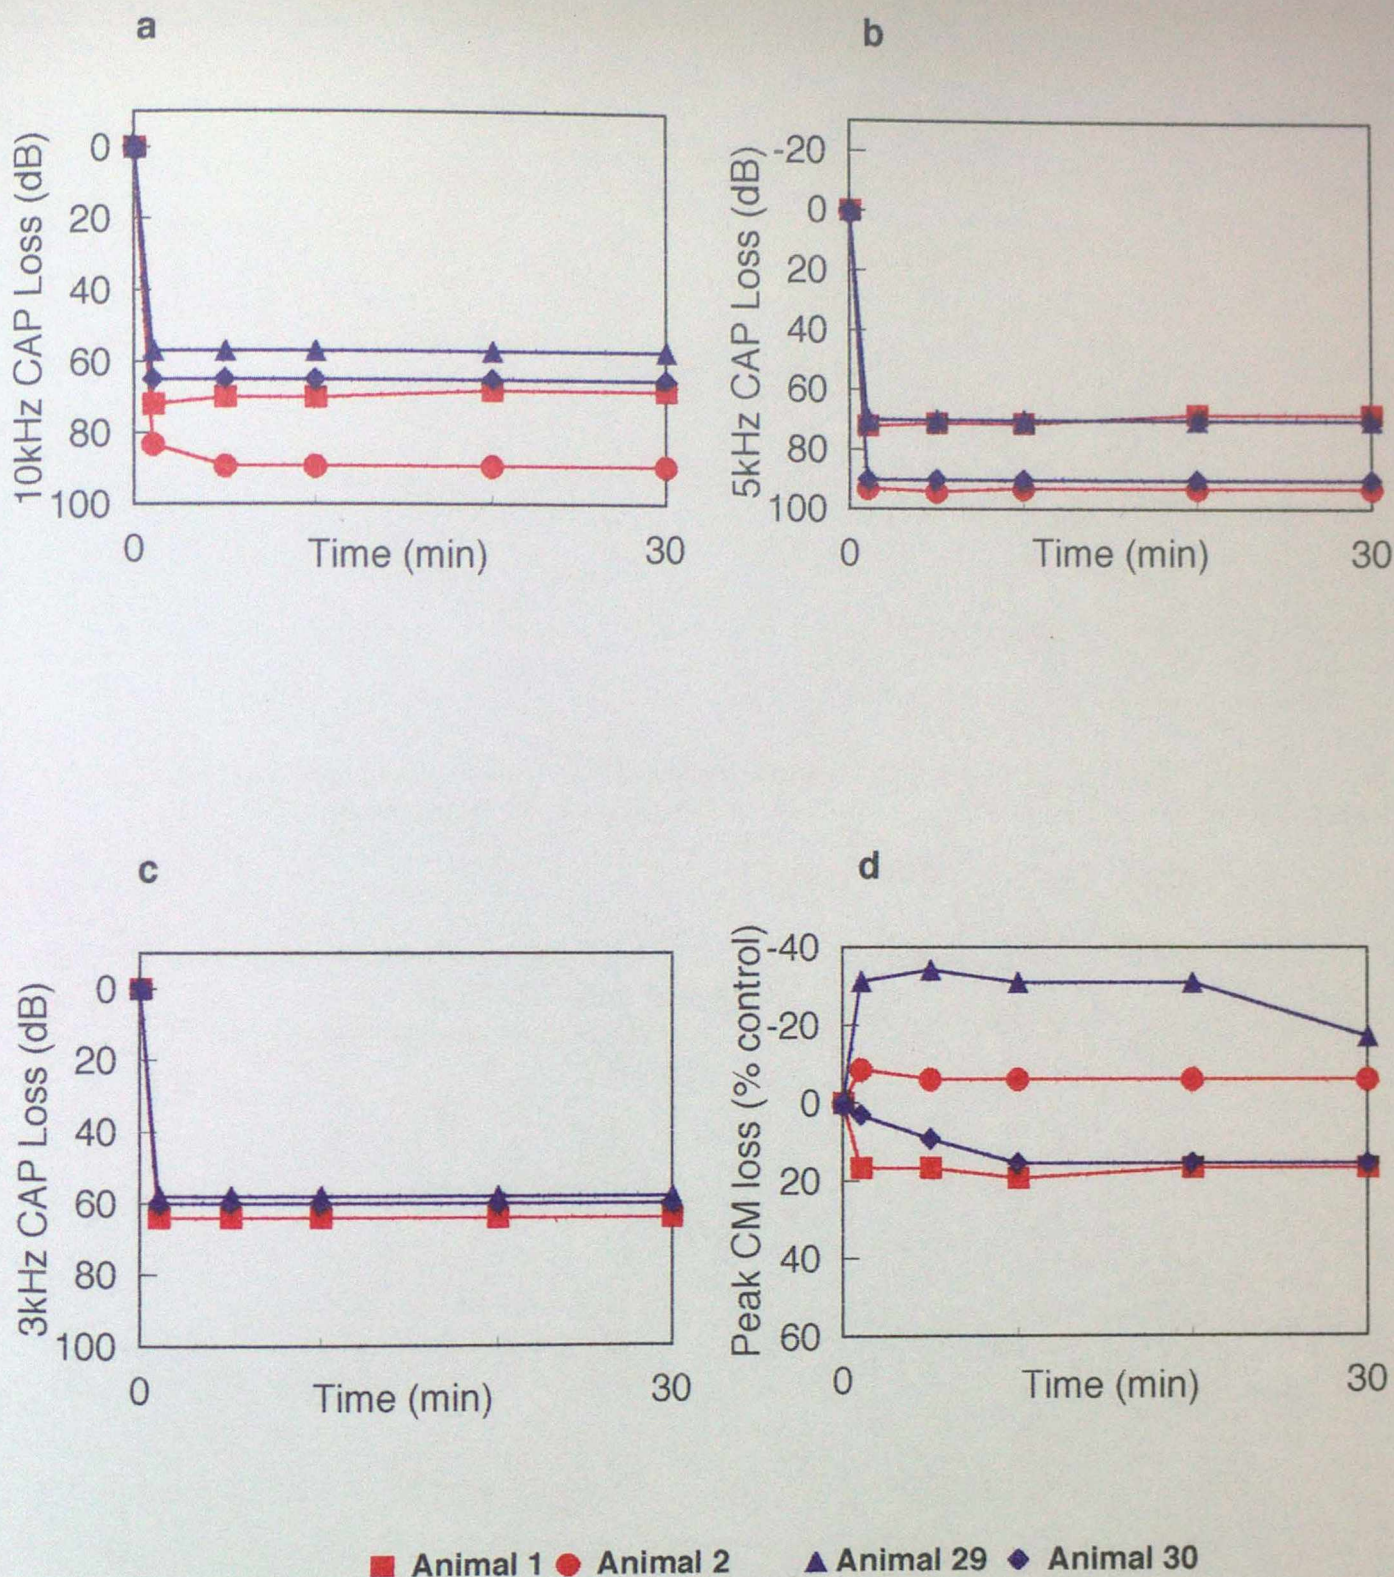 a
10kHz CAP Loss (dB)
0
20
40
60
80
100
0
Time (min)
30
b
5kHz CAP Loss (dB)
-20
0
20
40
60
80
100
0
Time (min)
30
c
3kHz CAP Loss (dB)
0
20
40
60
80
100
0
Time (min)
30
d
Peak CM loss (% control)
-40
-20
0
20
40
60
0
Time (min)
30
Animal 1 Animal 2 Animal 29 Animal 30